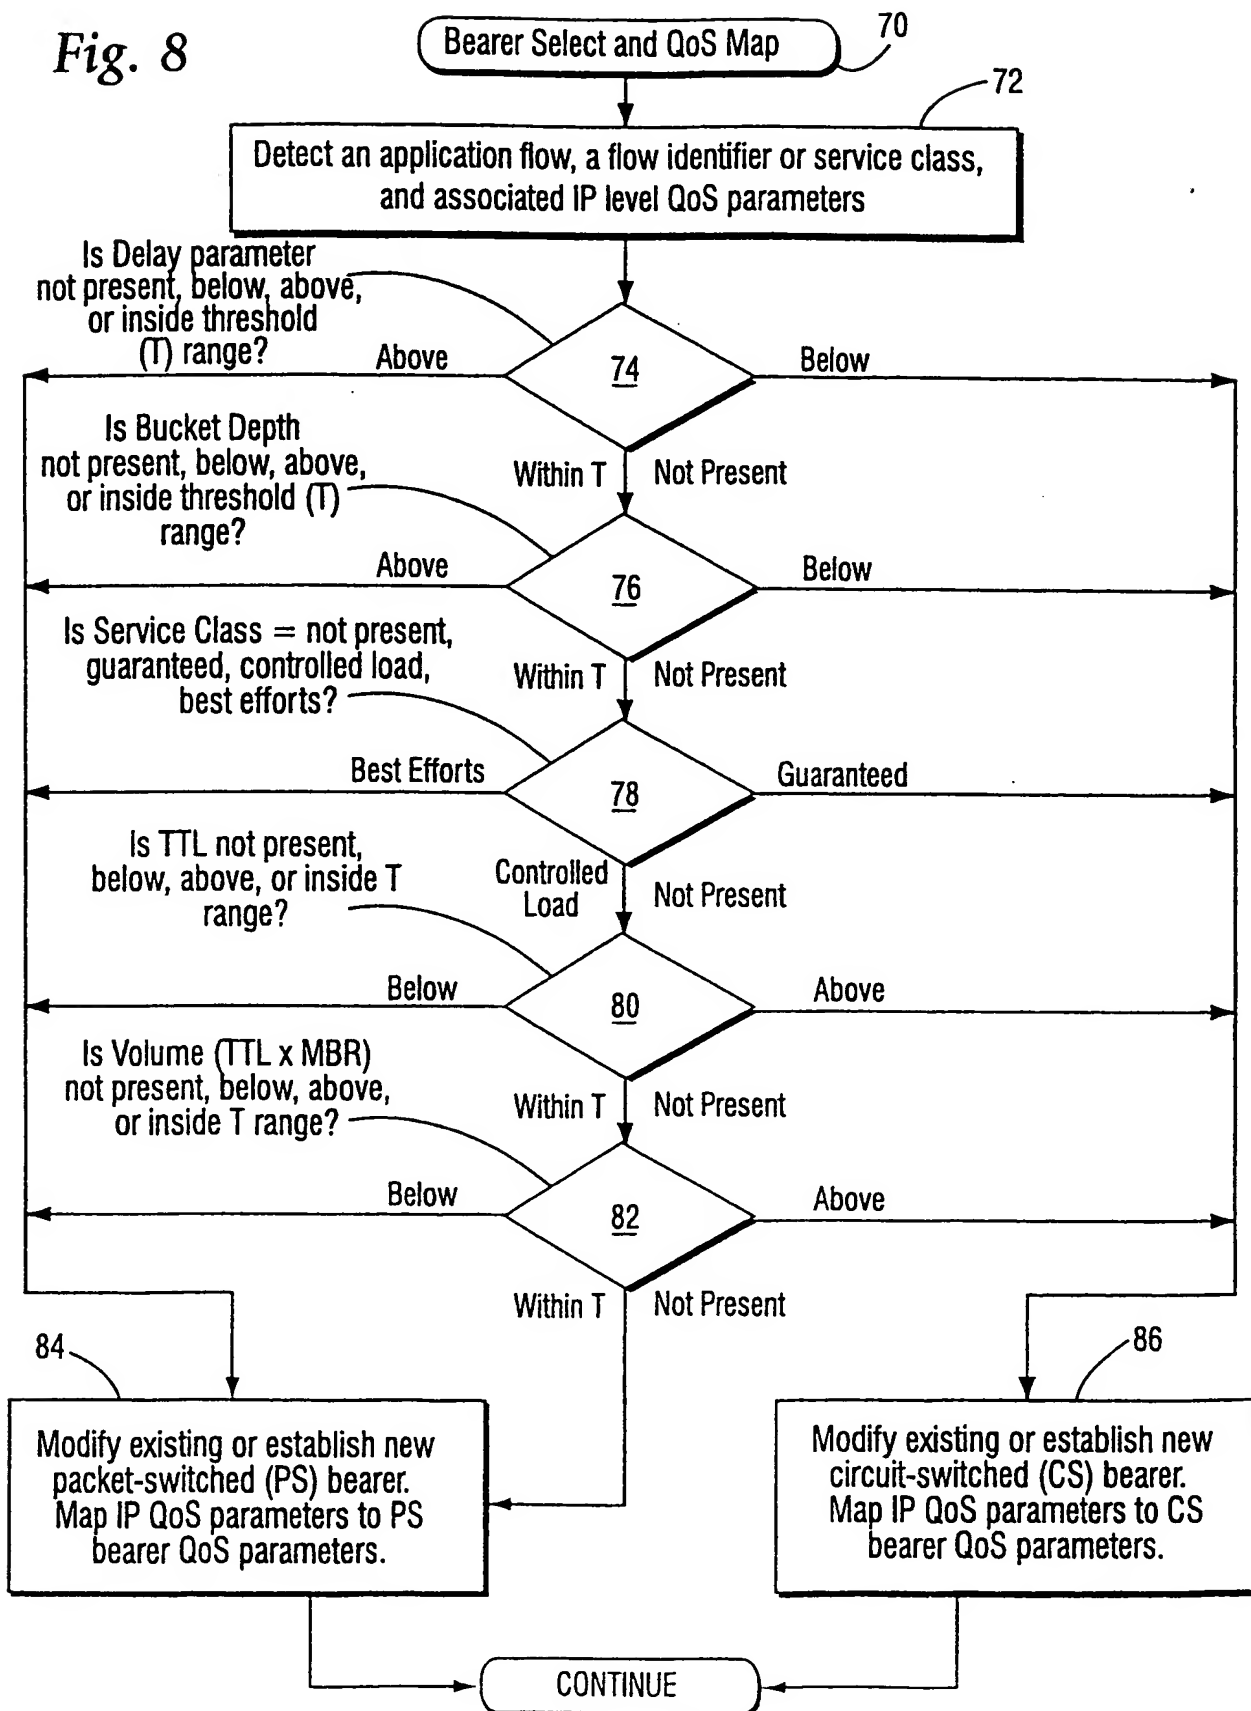 Fig. 8
Bearer Select and QoS Map
70
72
Detect an application flow, a flow identifier or service class,
and associated IP level QoS parameters
Is Delay parameter
not present, below, above,
or inside threshold
(T) range?
Above
74
Below
Within T
Not Present
Is Bucket Depth
not present, below, above,
or inside threshold (T)
range?
Above
76
Below
Within T
Not Present
Is Service Class = not present,
guaranteed, controlled load,
best efforts?
Best Efforts
78
Guaranteed
Controlled
Load
Not Present
Is TTL not present,
below, above, or inside T
range?
Below
80
Above
Within T
Not Present
Is Volume (TTL x MBR)
not present, below, above,
or inside T range?
Below
82
Above
Within T
Not Present
84
Modify existing or establish new
packet-switched (PS) bearer.
Map IP QoS parameters to PS
bearer QoS parameters.
86
Modify existing or establish new
circuit-switched (CS) bearer.
Map IP QoS parameters to CS
bearer QoS parameters.
CONTINUE